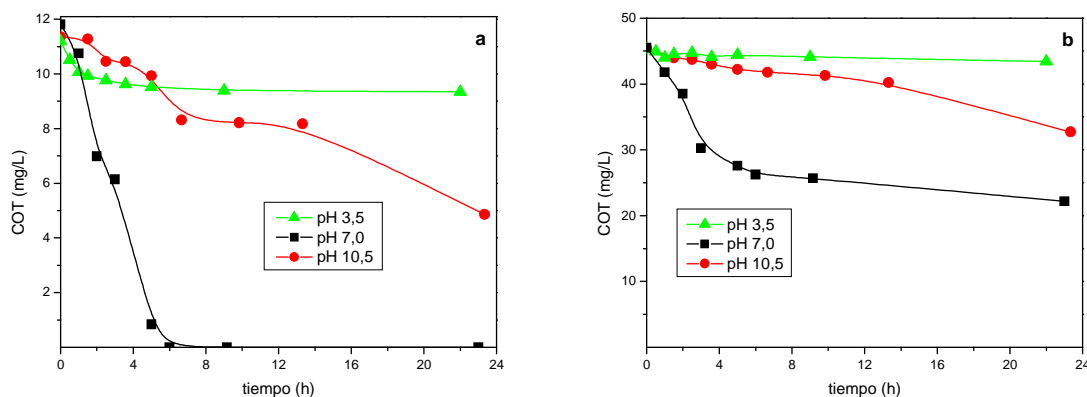 a
12
10
8
6
4
2
COT (mg/L)
pH 3,5
pH 7,0
pH 10,5
0 4 8 12 16 20 24
tiempo (h)
b
50
40
30
20
10
0
COT (mg/L)
pH 3,5
pH 7,0
pH 10,5
0 4 8 12 16 20 24
tiempo (h)